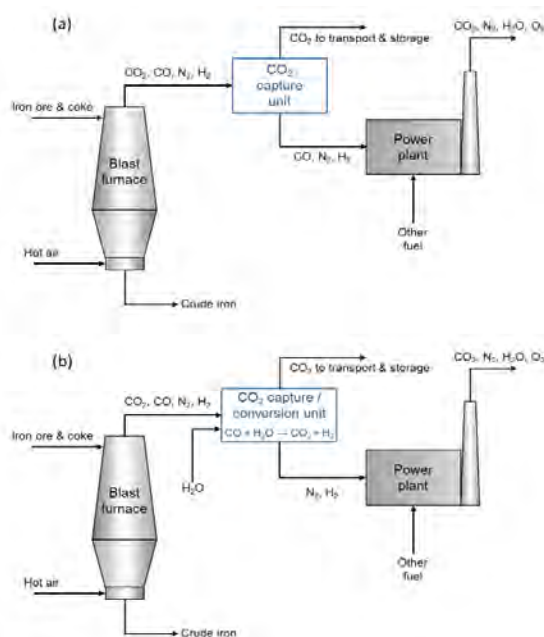 (a)
CO₂, N₂, H₂O, O₂
CO₂ to transport & storage
CO₂, CO, N₂, H₂
CO₂
capture
unit
Iron ore & coke
Power
plant
Blast
furnace
CO, N₂, H₂
Other
fuel
Hot air
Crude iron
(b)
CO₂, N₂, H₂O, O₂
CO₂ to transport & storage
CO₂, CO, N₂, H₂
CO₂ capture /
conversion unit
CO + H₂O → CO₂ + H₂
Iron ore & coke
Power
plant
Blast
furnace
H₂O
N₂, H₂
Other
fuel
Hot air
Crude iron